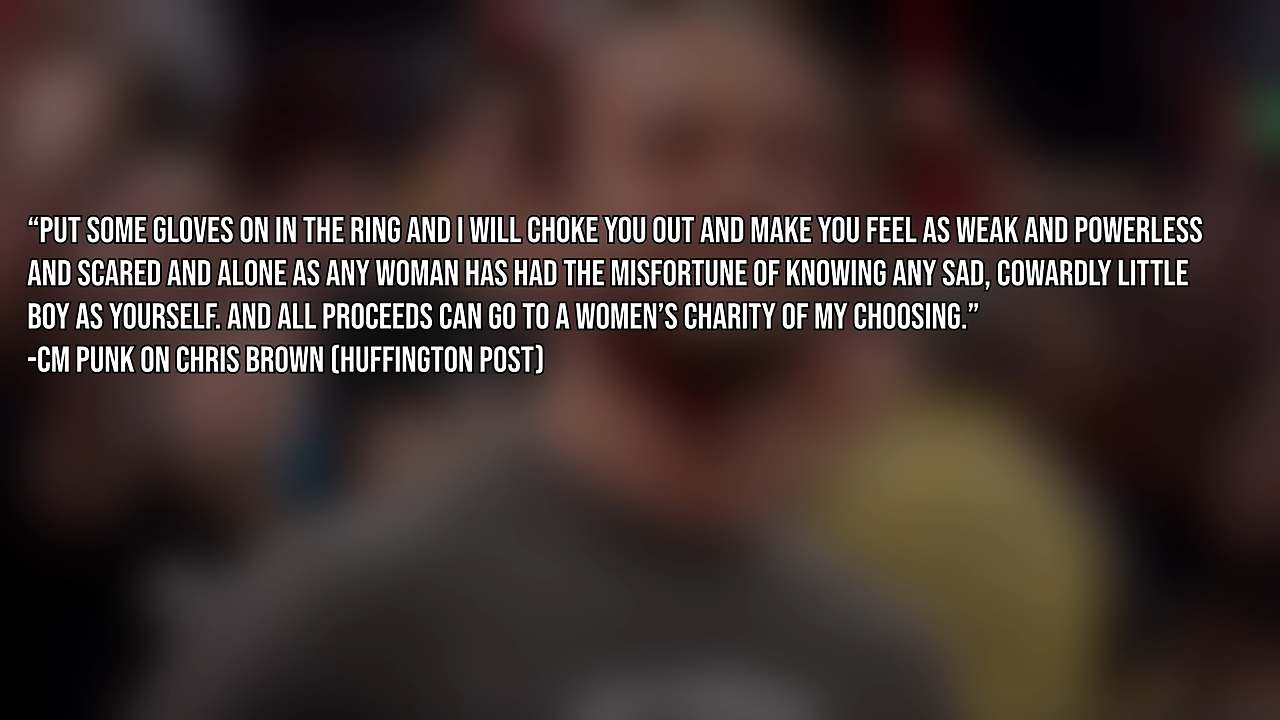 “PUT SOME GLOVES ON IN THE RING AND I WILL CHOKE YOU OUT AND MAKE YOU FEEL AS WEAK AND POWERLESS
AND SCARED AND ALONE AS ANY WOMAN HAS HAD THE MISFORTUNE OF KNOWING ANY SAD, COWARDLY LITTLE
BOY AS YOURSELF. AND ALL PROCEEDS CAN GO TO A WOMEN’S CHARITY OF MY CHOOSING.”
-CM PUNK ON CHRIS BROWN (HUFFINGTON POST)